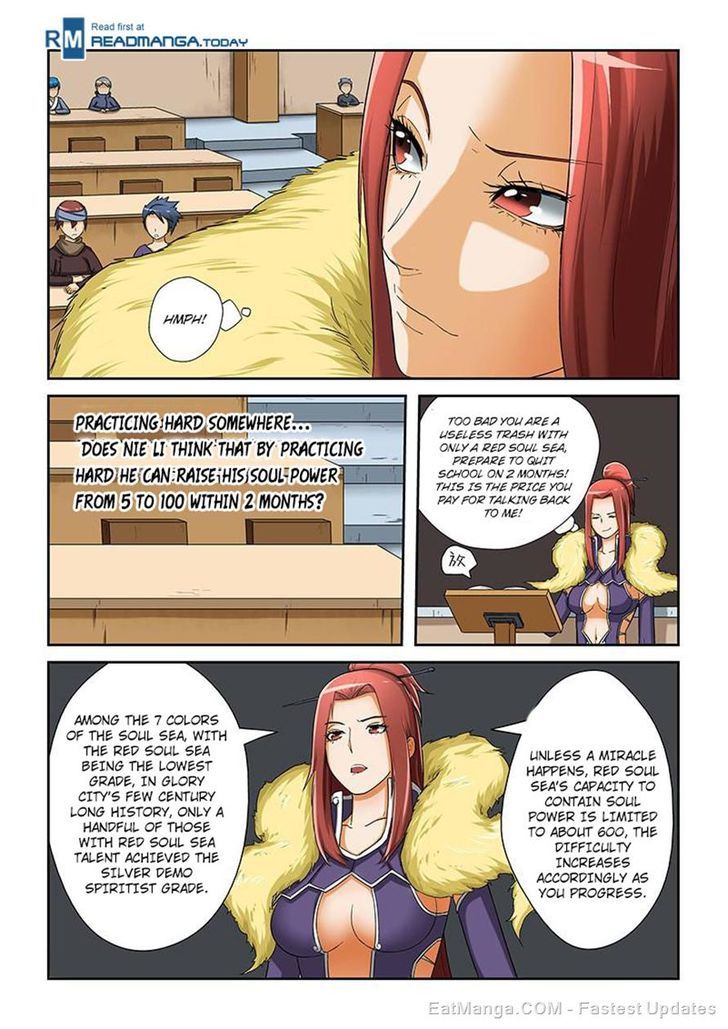 Read first at
RM READMANGA.TODAY
HMPH!
PRACTICING HARD SOMEWHERE...
DOES NIE LI THINK THAT BY PRACTICING
HARD HE CAN RAISE HIS SOUL POWER
FROM 5 TO 100 WITHIN 2 MONTHS?
TOO BAD YOU ARE A
USELESS TRASH WITH
ONLY A RED SOUL SEA,
PREPARE TO QUIT
SCHOOL ON 2 MONTHS!
THIS IS THE PRICE YOU
PAY FOR TALKING BACK
TO ME!
放
AMONG THE 7 COLORS
OF THE SOUL SEA, WITH
THE RED SOUL SEA
BEING THE LOWEST
GRADE, IN GLORY
CITY'S FEW CENTURY
LONG HISTORY, ONLY A
HANDFUL OF THOSE
WITH RED SOUL SEA
TALENT ACHIEVED THE
SILVER DEMO
SPIRITIST GRADE.
UNLESS A MIRACLE
HAPPENS, RED SOUL
SEA'S CAPACITY TO
CONTAIN SOUL
POWER IS LIMITED
TO ABOUT 600, THE
DIFFICULTY
INCREASES
ACCORDINGLY AS
YOU PROGRESS.
EatManga.COM - Fastest Updates